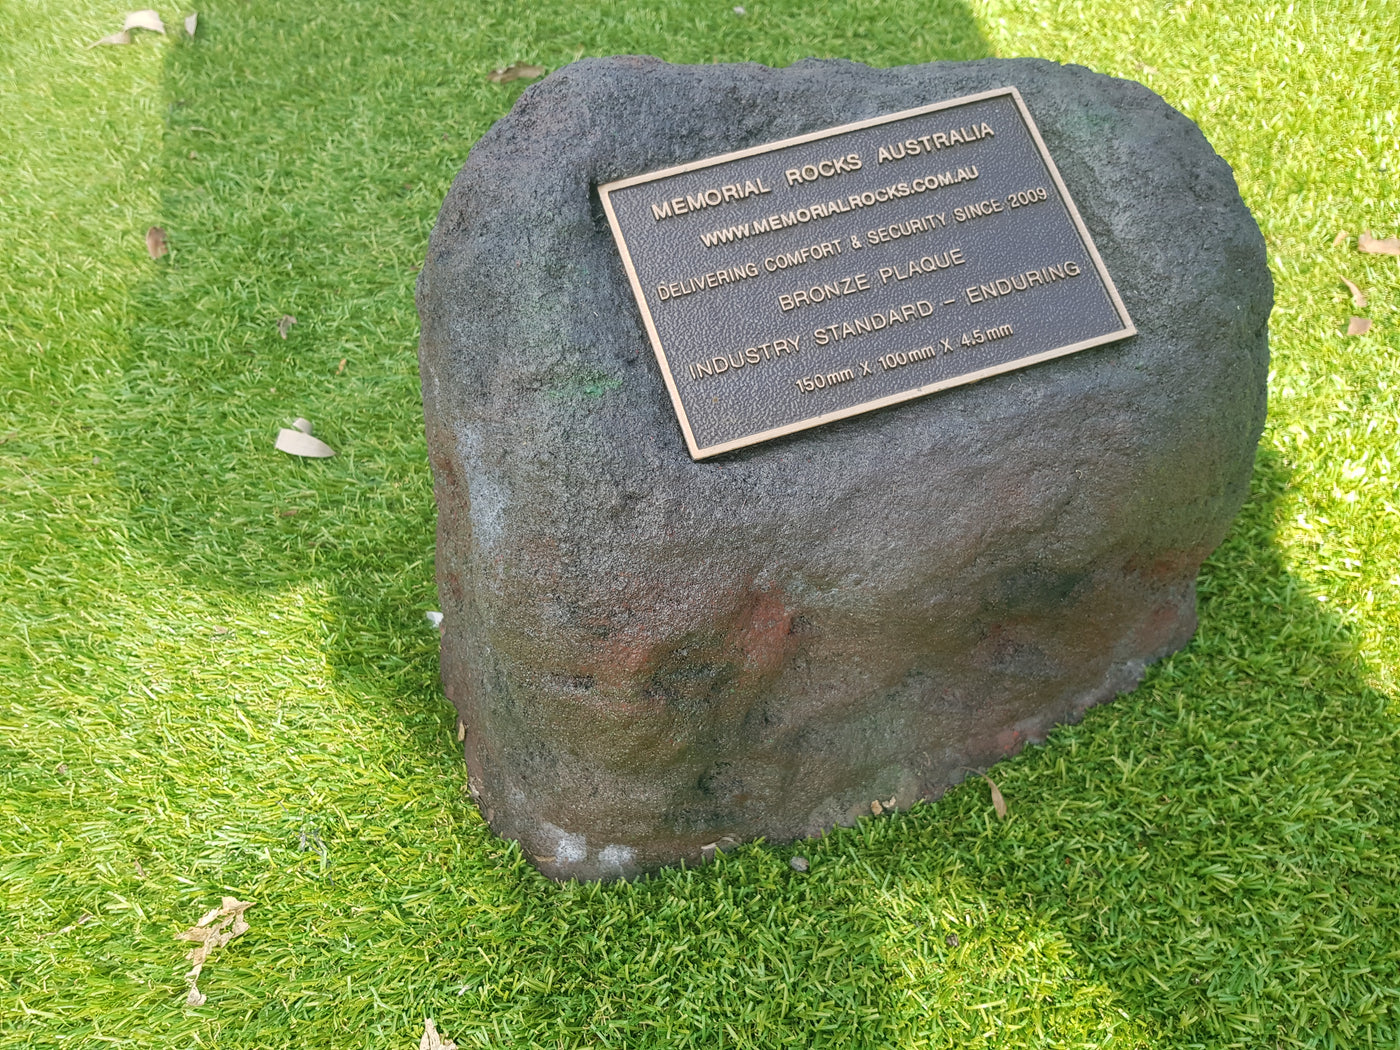 MEMORIAL ROCKS AUSTRALIA
WWW.MEMORIALROCKS.COM.AU
DELIVERING COMFORT & SECURITY SINCE 2009
BRONZE PLAQUE
INDUSTRY STANDARD – ENDURING
150mm X 100mm X 4.5mm